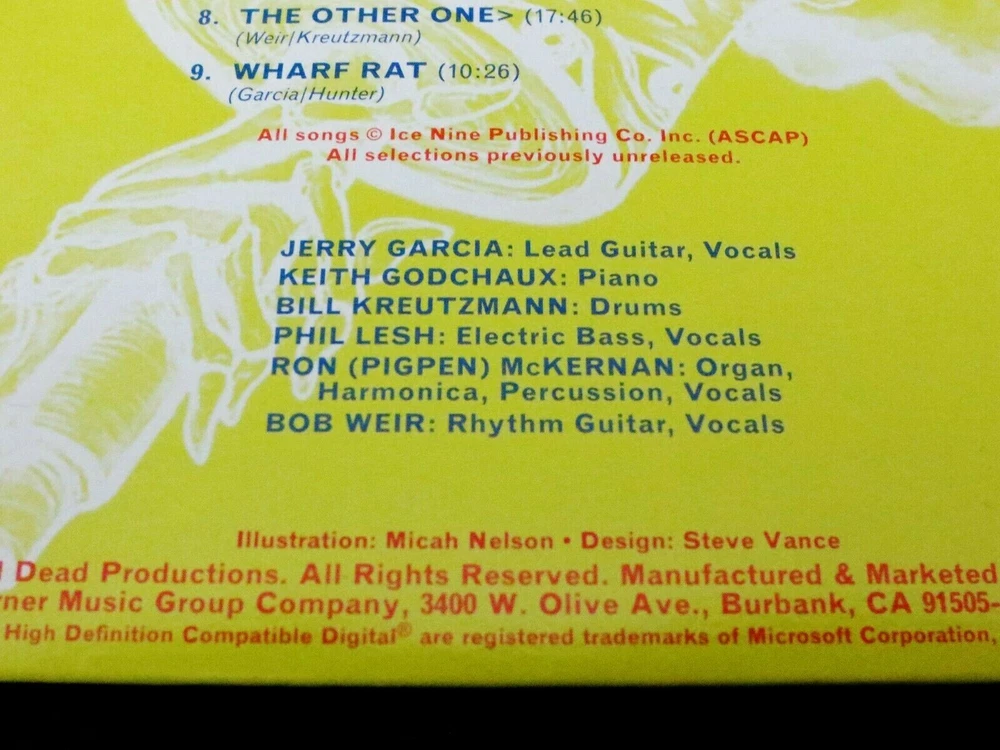 8. THE OTHER ONE> (17:46)
(Weir/Kreutzmann)
9. WHARF RAT (10:26)
(Garcia/Hunter)
All songs © Ice Nine Publishing Co. Inc. (ASCAP)
All selections previously unreleased.
JERRY GARCIA: Lead Guitar, Vocals
KEITH GODCHAUX: Piano
BILL KREUTZMANN: Drums
PHIL LESH: Electric Bass, Vocals
RON (PIGPEN) McKERNAN: Organ,
Harmonica, Percussion, Vocals
BOB WEIR: Rhythm Guitar, Vocals
Illustration: Micah Nelson • Design: Steve Vance
Dead Productions. All Rights Reserved. Manufactured & Marketed
ner Music Group Company, 3400 W. Olive Ave., Burbank, CA 91505-
High Definition Compatible Digital® are registered trademarks of Microsoft Corporation,